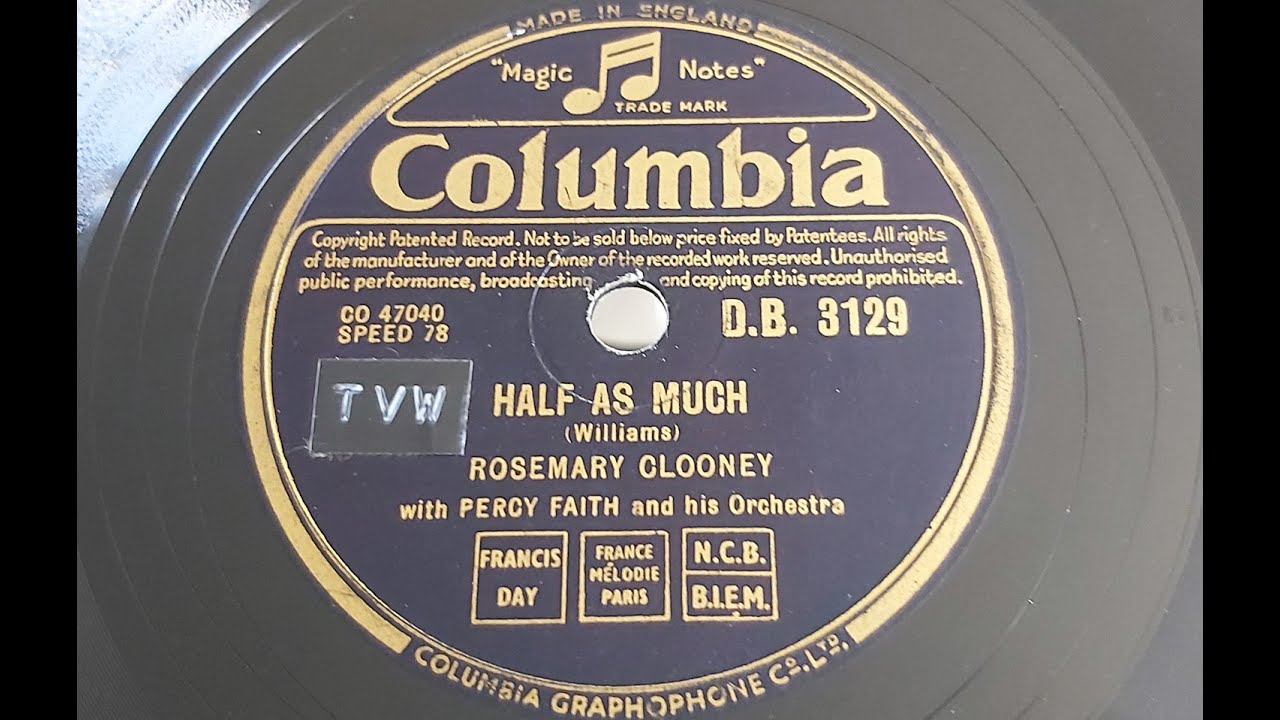 MADE IN ENGLAND
"Magic Notes"
TRADE MARK
Columbia
Copyright Patented Record. Not to be sold below price fixed by Patentees. All rights
of the manufacturer and of the Owner of the recorded work reserved. Unauthorised
public performance, broadcasting and copying of this record prohibited.
CO 47040
SPEED 78
D.B. 3129
TVW
HALF AS MUCH
(Williams)
ROSEMARY CLOONEY
with PERCY FAITH and his Orchestra
FRANCIS
DAY
FRANCE
MÉLODIE
PARIS
N.C.B.
B.I.E.M.
COLUMBIA GRAPHOPHONE CO. LTD.